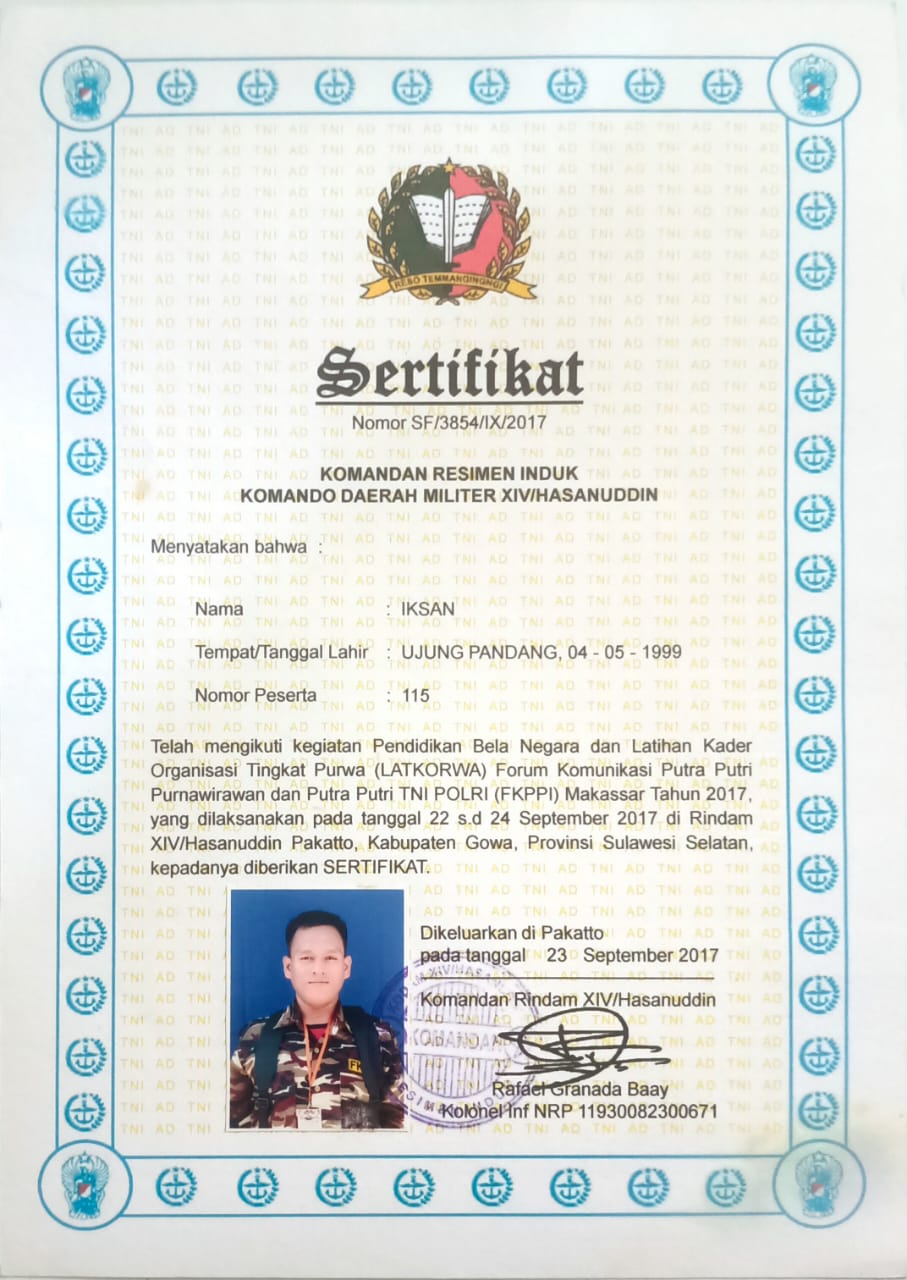 RESO TEMMANGINGNGI
Sertifikat
Nomor SF/3854/IX/2017
KOMANDAN RESIMEN INDUK
KOMANDO DAERAH MILITER XIV/HASANUDDIN
Menyatakan bahwa :
Nama : IKSAN
Tempat/Tanggal Lahir : UJUNG PANDANG, 04 - 05 - 1999
Nomor Peserta : 115
Telah mengikuti kegiatan Pendidikan Bela Negara dan Latihan Kader
Organisasi Tingkat Purwa (LATKORWA) Forum Komunikasi Putra Putri
Purnawirawan dan Putra Putri TNI POLRI (FKPPI) Makassar Tahun 2017,
yang dilaksanakan pada tanggal 22 s.d 24 September 2017 di Rindam
XIV/Hasanuddin Pakatto, Kabupaten Gowa, Provinsi Sulawesi Selatan,
kepadanya diberikan SERTIFIKAT.
Dikeluarkan di Pakatto
pada tanggal 23 September 2017
Komandan Rindam XIV/Hasanuddin
KOMANDAN
Rafael Granada Baay
Kolonel Inf NRP 11930082300671